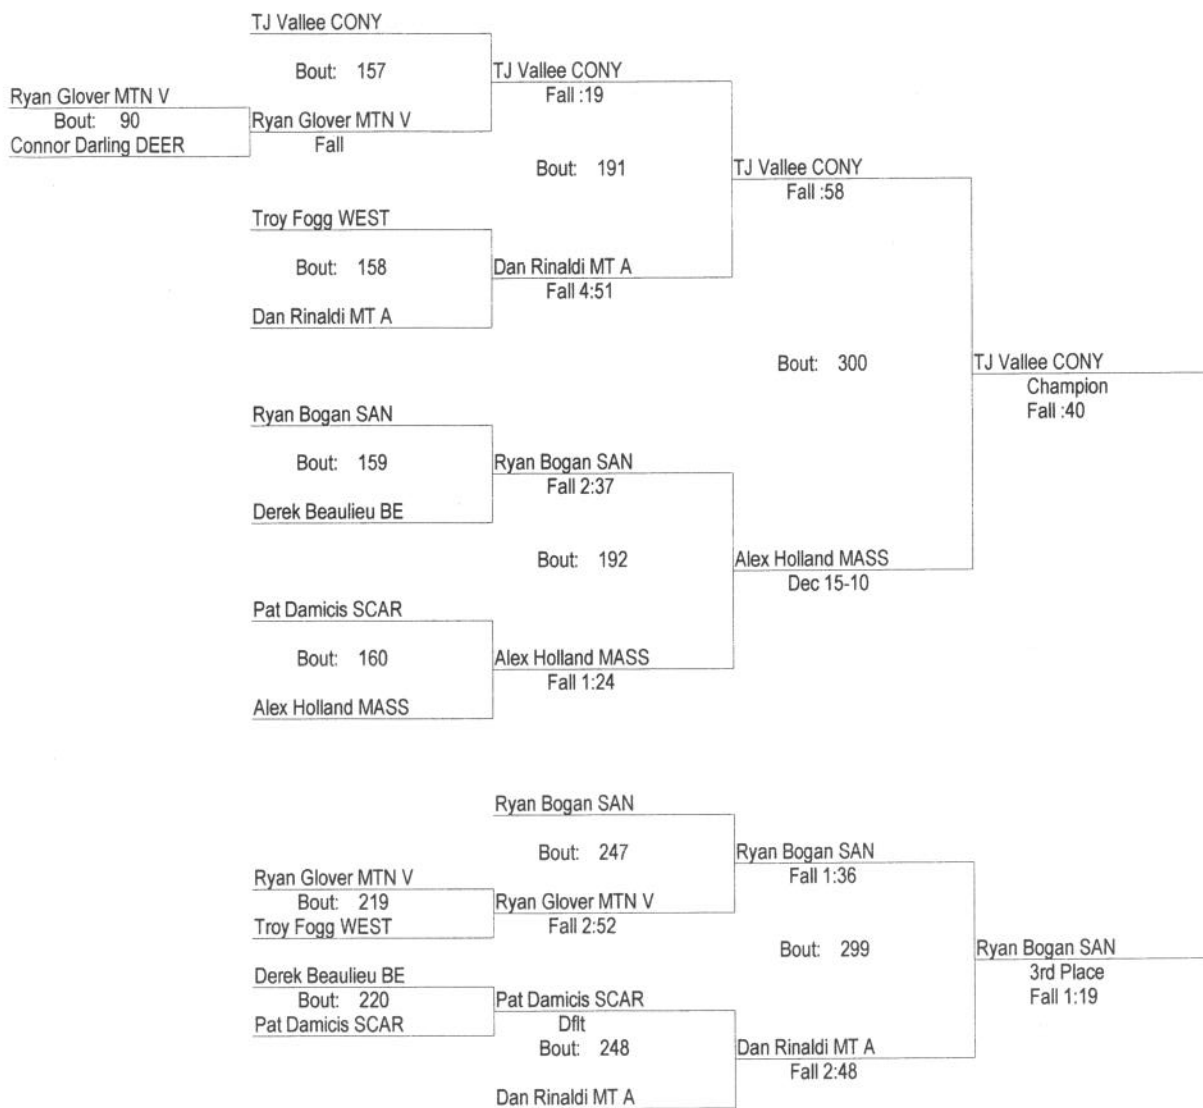 TJ Vallee CONY
Bout: 157
TJ Vallee CONY
Fall :19
Ryan Glover MTN V
Bout: 90
Connor Darling DEER
Ryan Glover MTN V
Fall
Bout: 191
TJ Vallee CONY
Fall :58
Troy Fogg WEST
Bout: 158
Dan Rinaldi MT A
Fall 4:51
Dan Rinaldi MT A
Bout: 300
TJ Vallee CONY
Champion
Fall :40
Ryan Bogan SAN
Bout: 159
Ryan Bogan SAN
Fall 2:37
Derek Beaulieu BE
Bout: 192
Alex Holland MASS
Dec 15-10
Pat Damicis SCAR
Bout: 160
Alex Holland MASS
Fall 1:24
Alex Holland MASS
Ryan Bogan SAN
Bout: 247
Ryan Bogan SAN
Fall 1:36
Ryan Glover MTN V
Bout: 219
Troy Fogg WEST
Ryan Glover MTN V
Fall 2:52
Bout: 299
Ryan Bogan SAN
3rd Place
Fall 1:19
Derek Beaulieu BE
Bout: 220
Pat Damicis SCAR
Pat Damicis SCAR
Dflt
Bout: 248
Dan Rinaldi MT A
Fall 2:48
Dan Rinaldi MT A